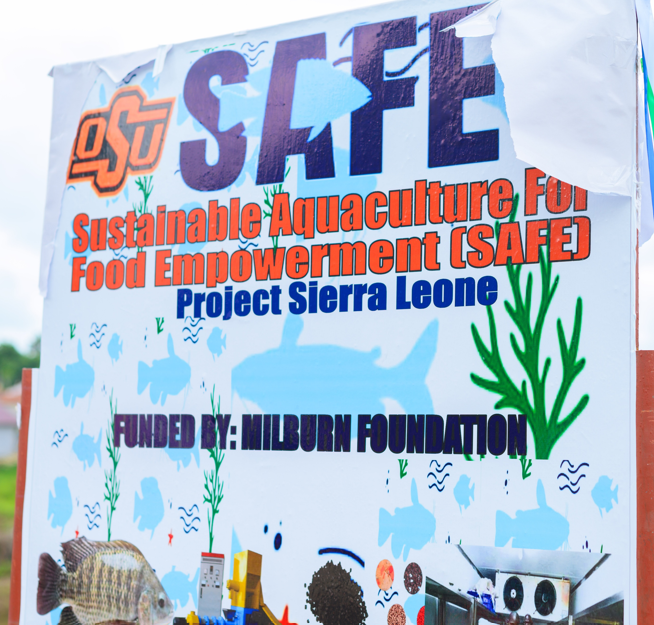 SAFE
OSU
Sustainable Aquaculture For
Food Empowerment (SAFE)
Project Sierra Leone
FUNDED BY: MILBURN FOUNDATION